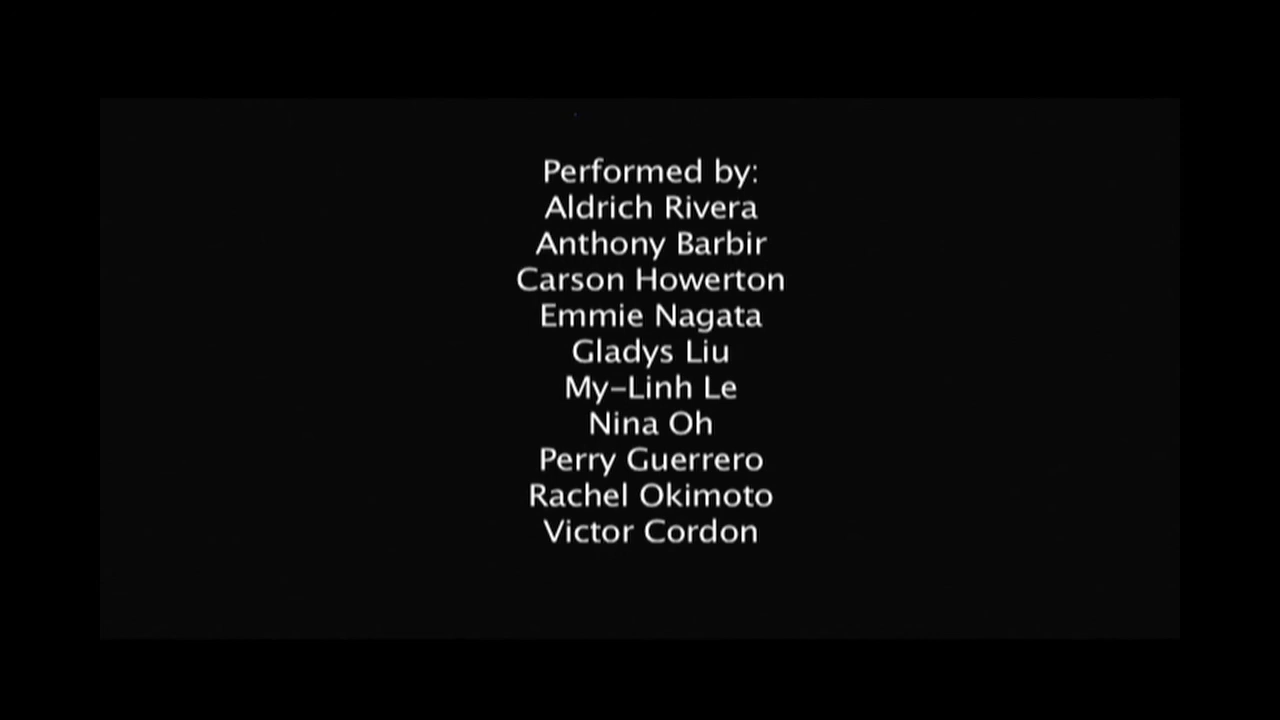 Performed by:
Aldrich Rivera
Anthony Barbir
Carson Howerton
Emmie Nagata
Gladys Liu
My-Linh Le
Nina Oh
Perry Guerrero
Rachel Okimoto
Victor Cordon